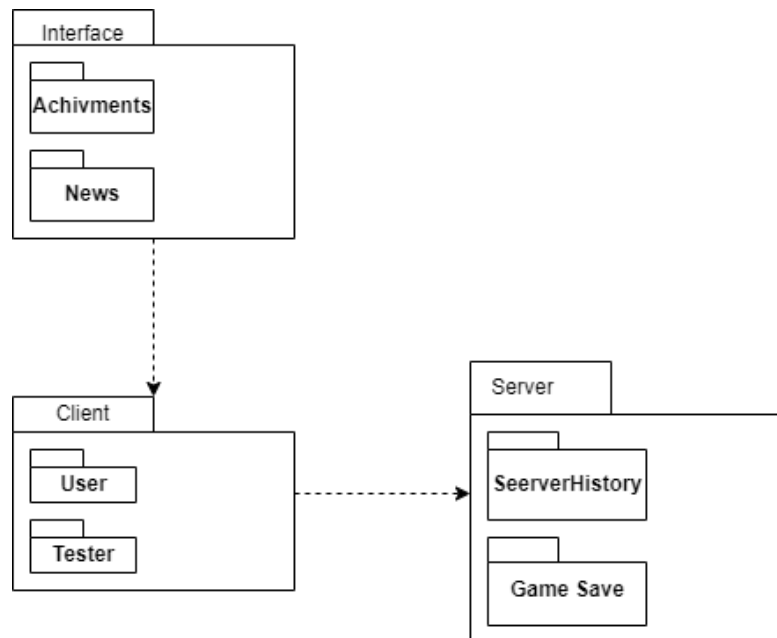 Interface
Achivments
News
Client
User
Tester
Server
SeerverHistory
Game Save